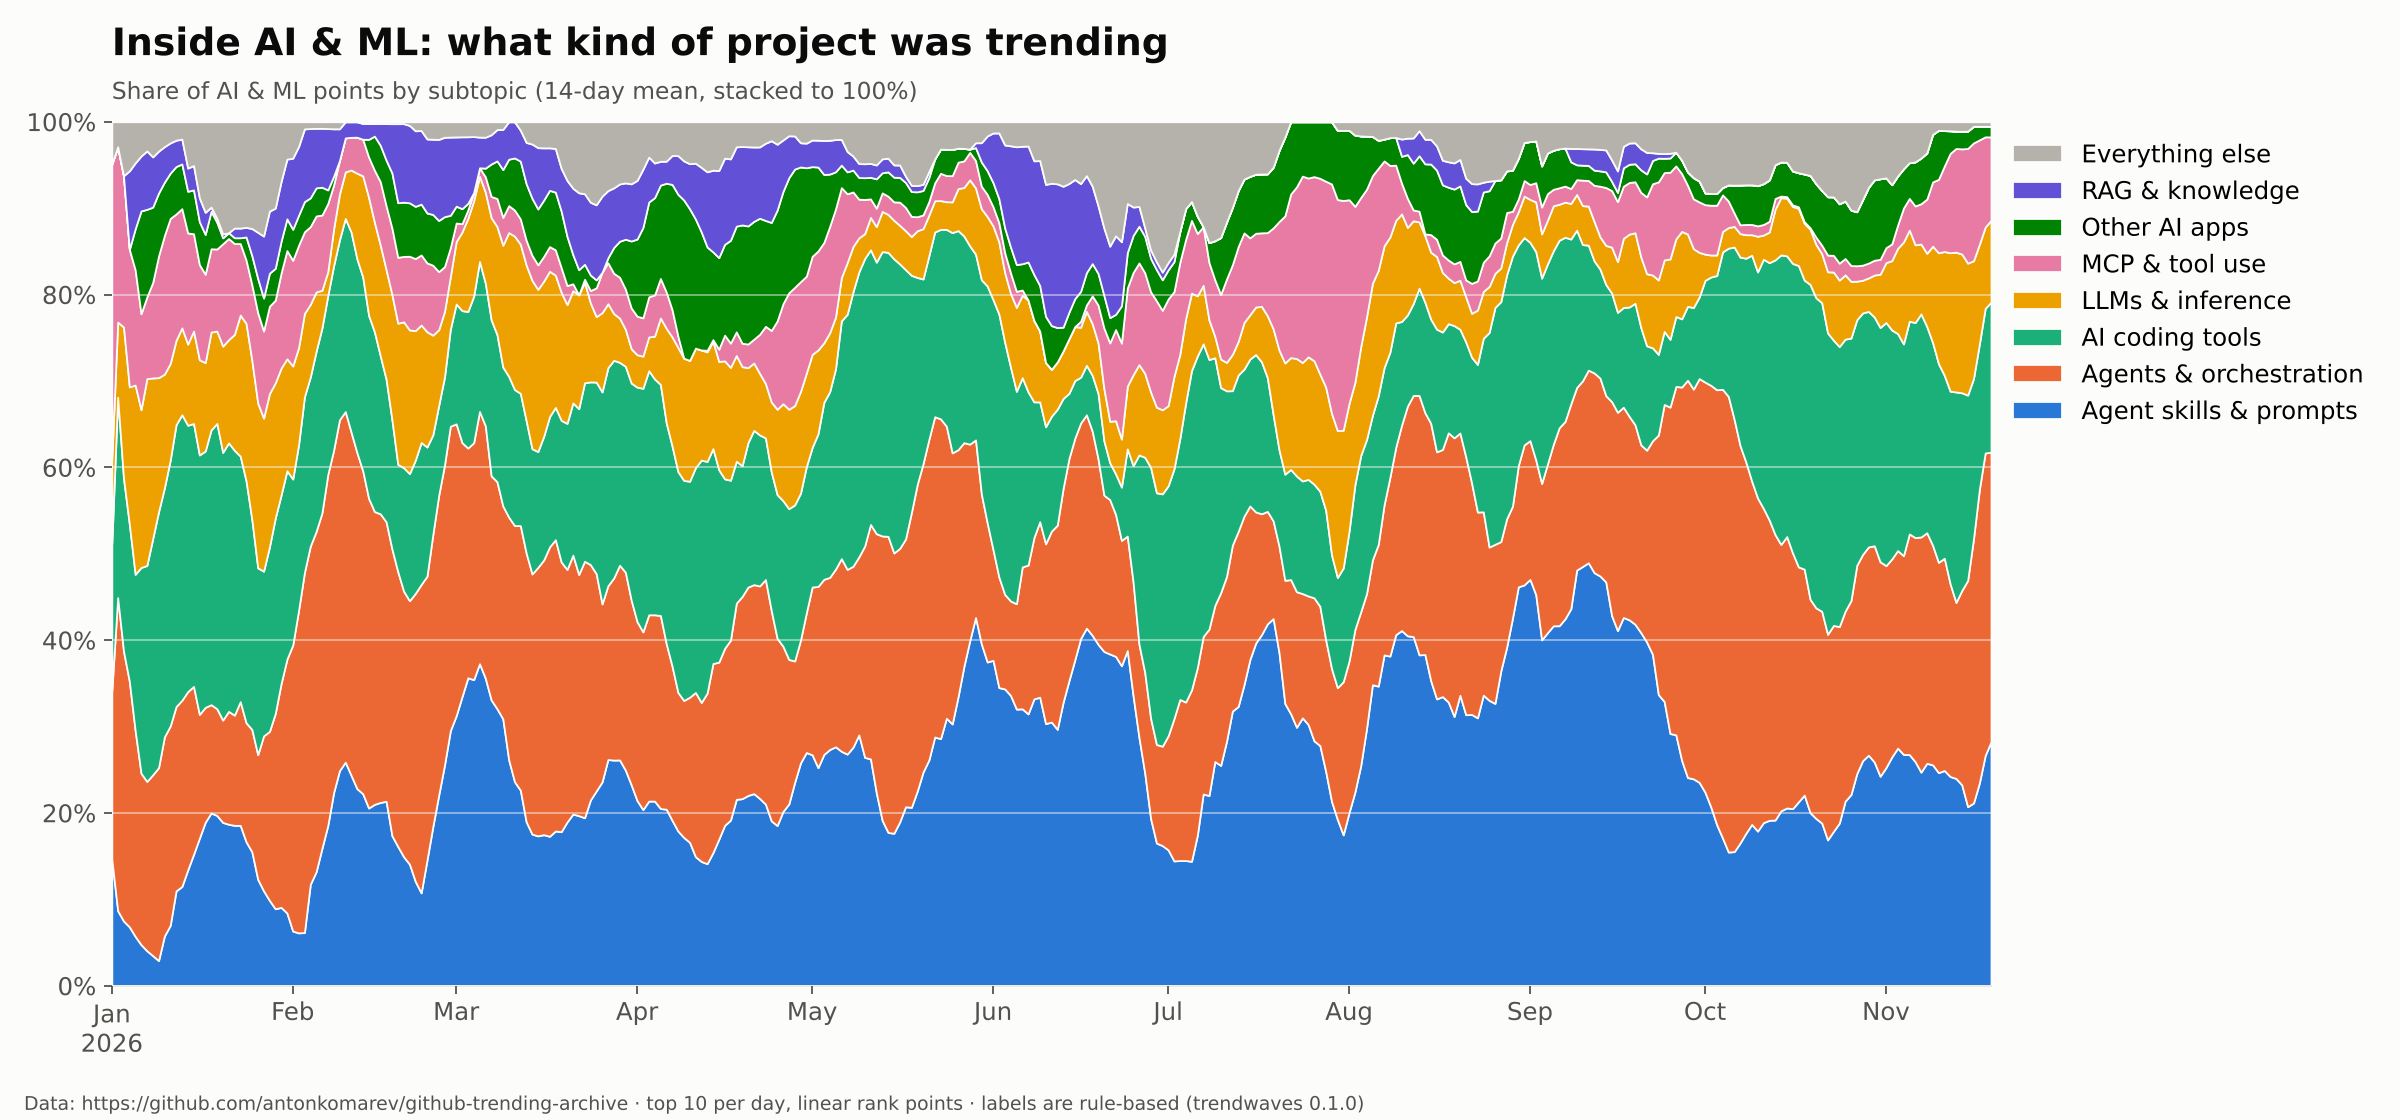 Inside AI & ML: what kind of project was trending
Share of AI & ML points by subtopic (14-day mean, stacked to 100%)
100%
80%
60%
40%
20%
0%
Jan
2026
Feb
Mar
Apr
May
Jun
Jul
Aug
Sep
Oct
Nov
Everything else
RAG & knowledge
Other AI apps
MCP & tool use
LLMs & inference
AI coding tools
Agents & orchestration
Agent skills & prompts
Data: https://github.com/antonkomarev/github-trending-archive · top 10 per day, linear rank points · labels are rule-based (trendwaves 0.1.0)